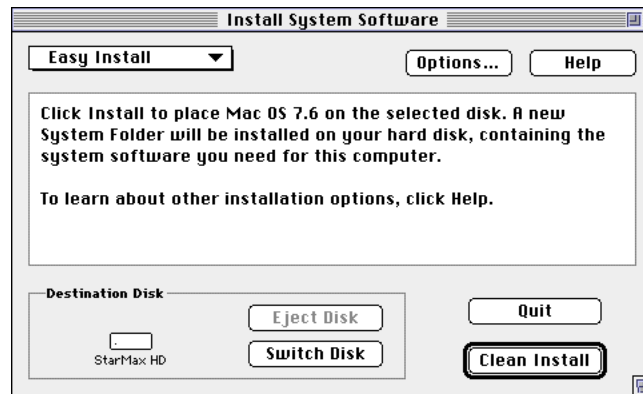 Install System Software
Easy Install
Options...
Help
Click Install to place Mac OS 7.6 on the selected disk. A new
System Folder will be installed on your hard disk, containing the
system software you need for this computer.
To learn about other installation options, click Help.
Destination Disk
Eject Disk
Quit
StarMax HD
Switch Disk
Clean Install